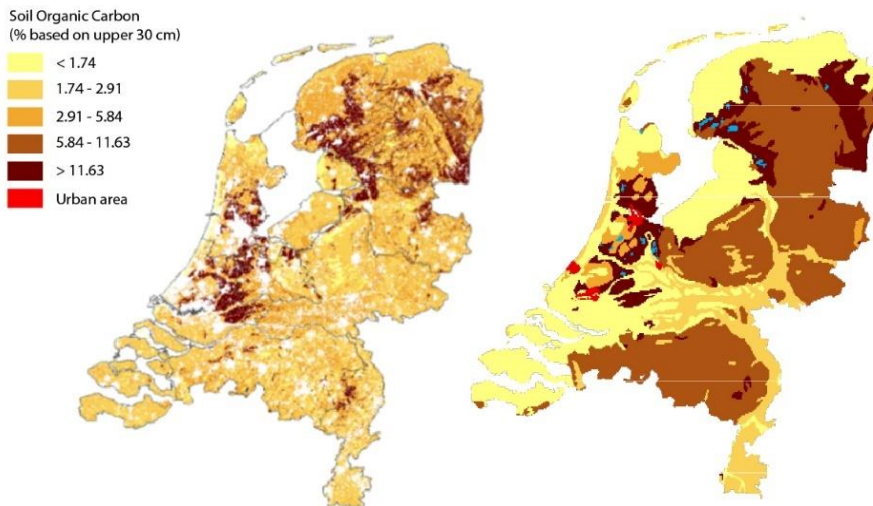 Soil Organic Carbon
(% based on upper 30 cm)
< 1.74
1.74 - 2.91
2.91 - 5.84
5.84 - 11.63
> 11.63
Urban area